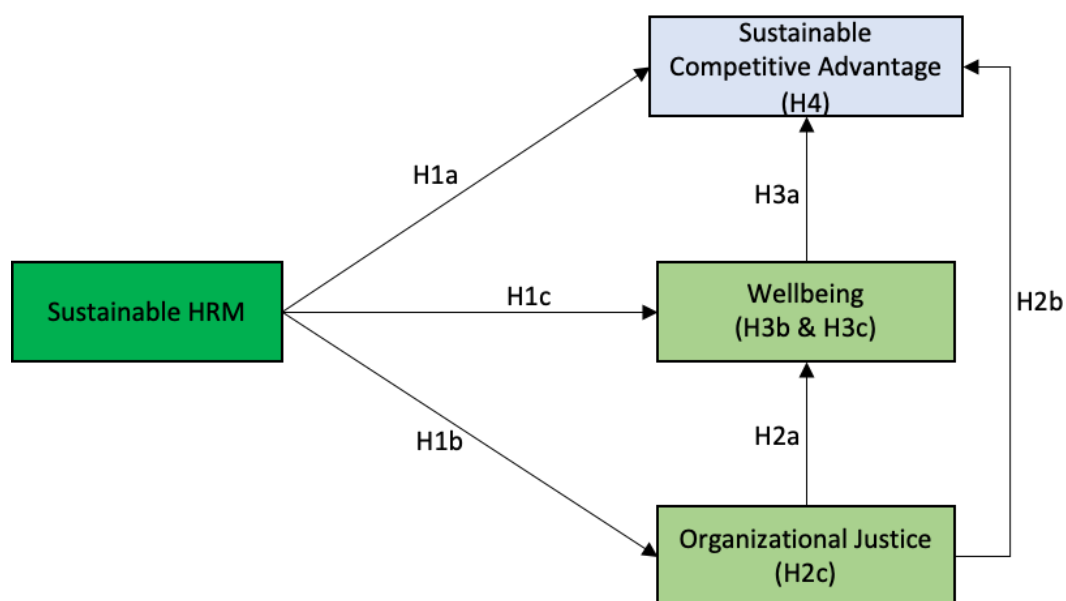 Sustainable
Competitive Advantage
(H4)
H1a
H3a
Sustainable HRM
H1c
Wellbeing
(H3b & H3c)
H2b
H1b
H2a
Organizational Justice
(H2c)